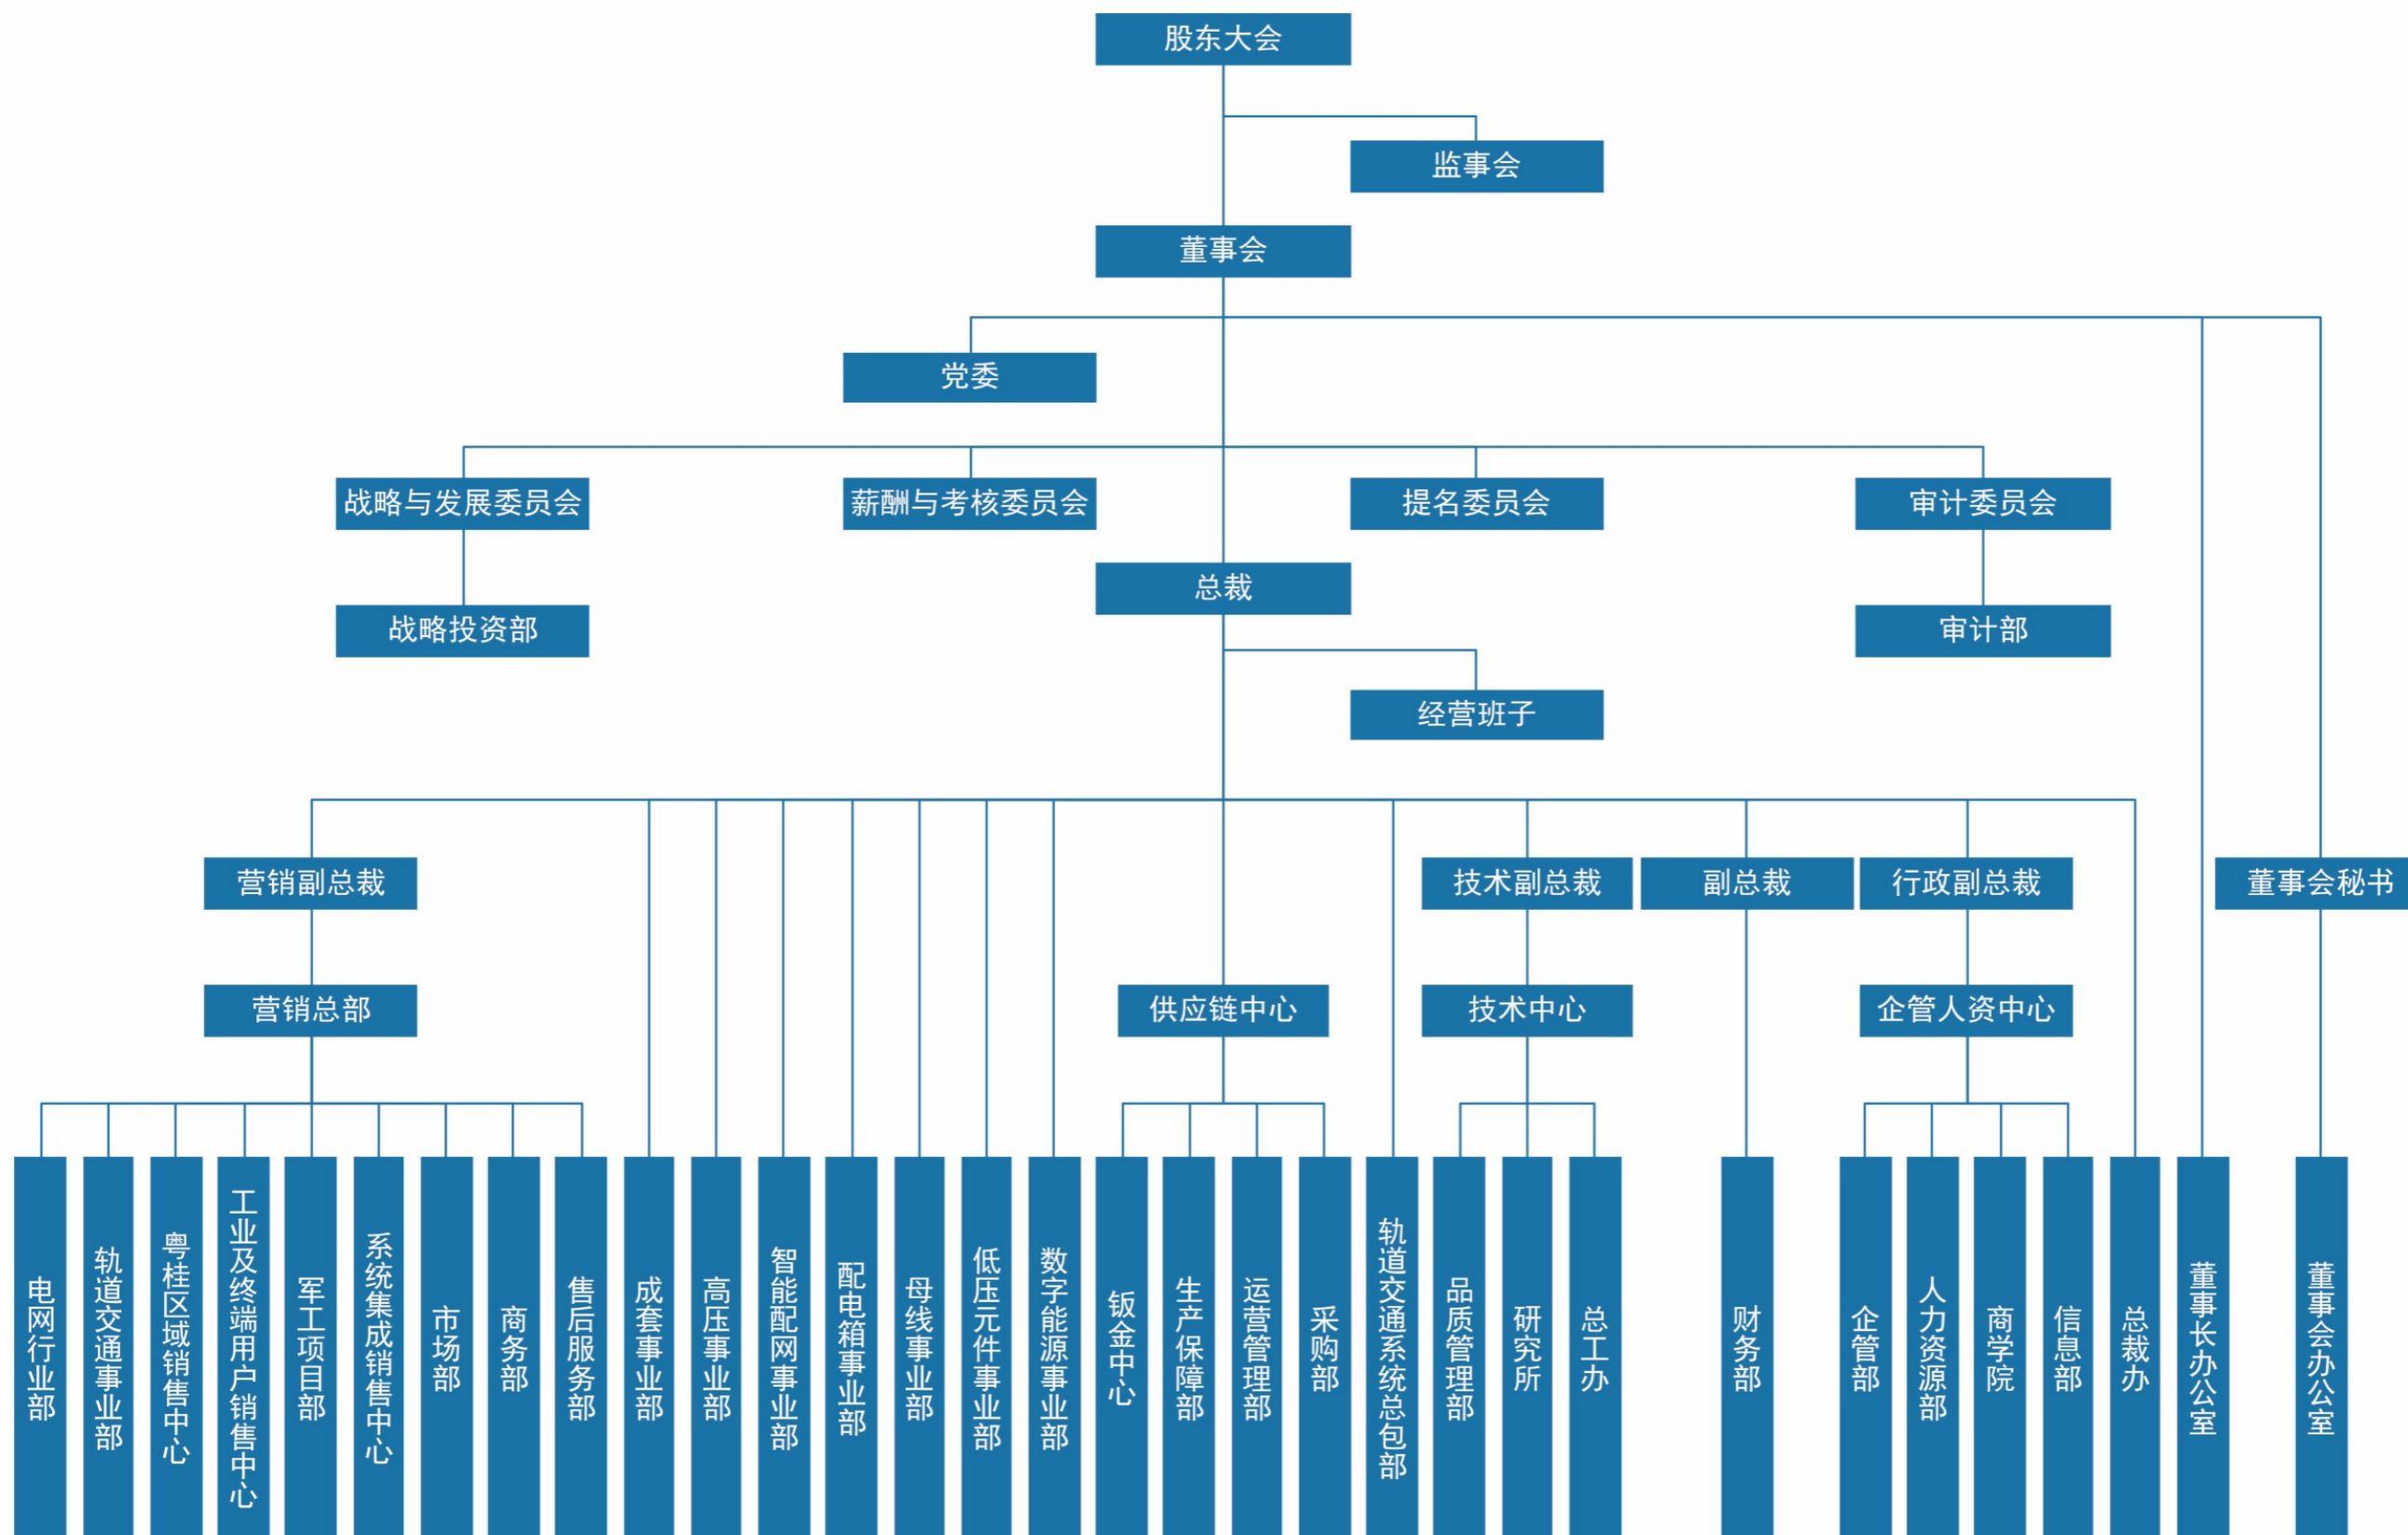 股东大会
监事会
董事会
党委
战略与发展委员会
薪酬与考核委员会
提名委员会
审计委员会
总裁
战略投资部
审计部
经营班子
营销副总裁
技术副总裁
副总裁
行政副总裁
董事会秘书
营销总部
供应链中心
技术中心
企管人资中心
电网行业部
轨道交通事业部
粤桂区域销售中心
工业及终端用户销售中心
军工项目部
系统集成销售中心
市场部
商务部
售后服务部
成套事业部
高压事业部
智能配网事业部
配电箱事业部
母线事业部
低压元件事业部
数字能源事业部
钣金中心
生产保障部
运营管理部
采购部
轨道交通系统总包部
品质管理部
研究所
总工办
财务部
企管部
人力资源部
商学院
信息部
总裁办
董事长办公室
董事会办公室